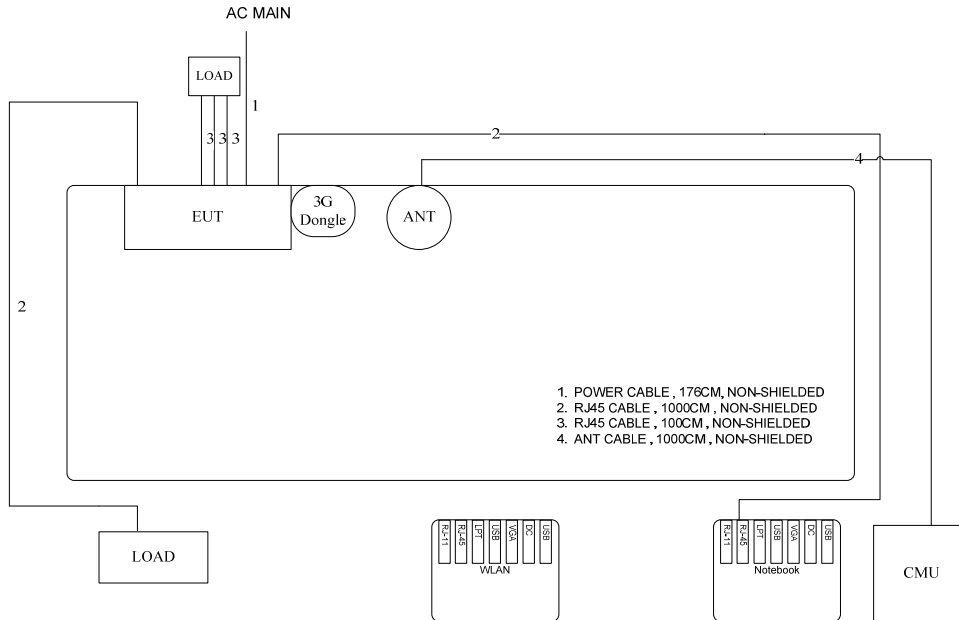 AC MAIN
LOAD
1
3 3 3
2
4
EUT
3G
Dongle
ANT
2
1. POWER CABLE , 176CM, NON-SHIELDED
2. RJ45 CABLE , 1000CM , NON-SHIELDED
3. RJ45 CABLE , 100CM , NON-SHIELDED
4. ANT CABLE , 1000CM , NON-SHIELDED
LOAD
RJ-11
RJ-45
LPT
USB
VGA
DC
USB
WLAN
RJ-11
RJ-45
LPT
USB
VGA
DC
USB
Notebook
CMU